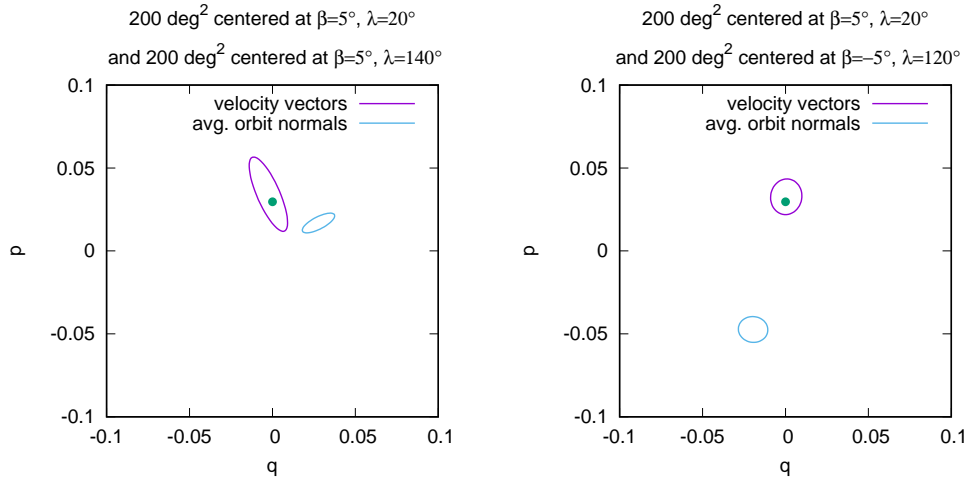 200 deg² centered at β=5°, λ=20°
and 200 deg² centered at β=5°, λ=140°
velocity vectors
avg. orbit normals
0.1
0.05
0
-0.05
-0.1
p
-0.1
-0.05
0
0.05
0.1
q
200 deg² centered at β=5°, λ=20°
and 200 deg² centered at β=−5°, λ=120°
velocity vectors
avg. orbit normals
0.1
0.05
0
-0.05
-0.1
p
-0.1
-0.05
0
0.05
0.1
q